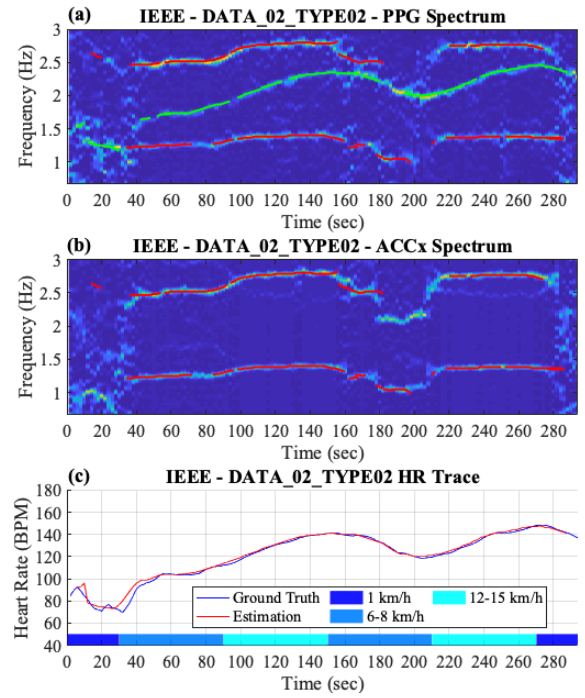 (a) IEEE - DATA_02_TYPE02 - PPG Spectrum
3
2.5
2
1.5
1
Frequency (Hz)
0 20 40 60 80 100 120 140 160 180 200 220 240 260 280
Time (sec)
(b) IEEE - DATA_02_TYPE02 - ACCx Spectrum
3
2.5
2
1.5
1
Frequency (Hz)
0 20 40 60 80 100 120 140 160 180 200 220 240 260 280
Time (sec)
(c) IEEE - DATA_02_TYPE02 HR Trace
180
160
140
120
100
80
60
40
Heart Rate (BPM)
Ground Truth 1 km/h 12-15 km/h
Estimation 6-8 km/h
0 20 40 60 80 100 120 140 160 180 200 220 240 260 280
Time (sec)